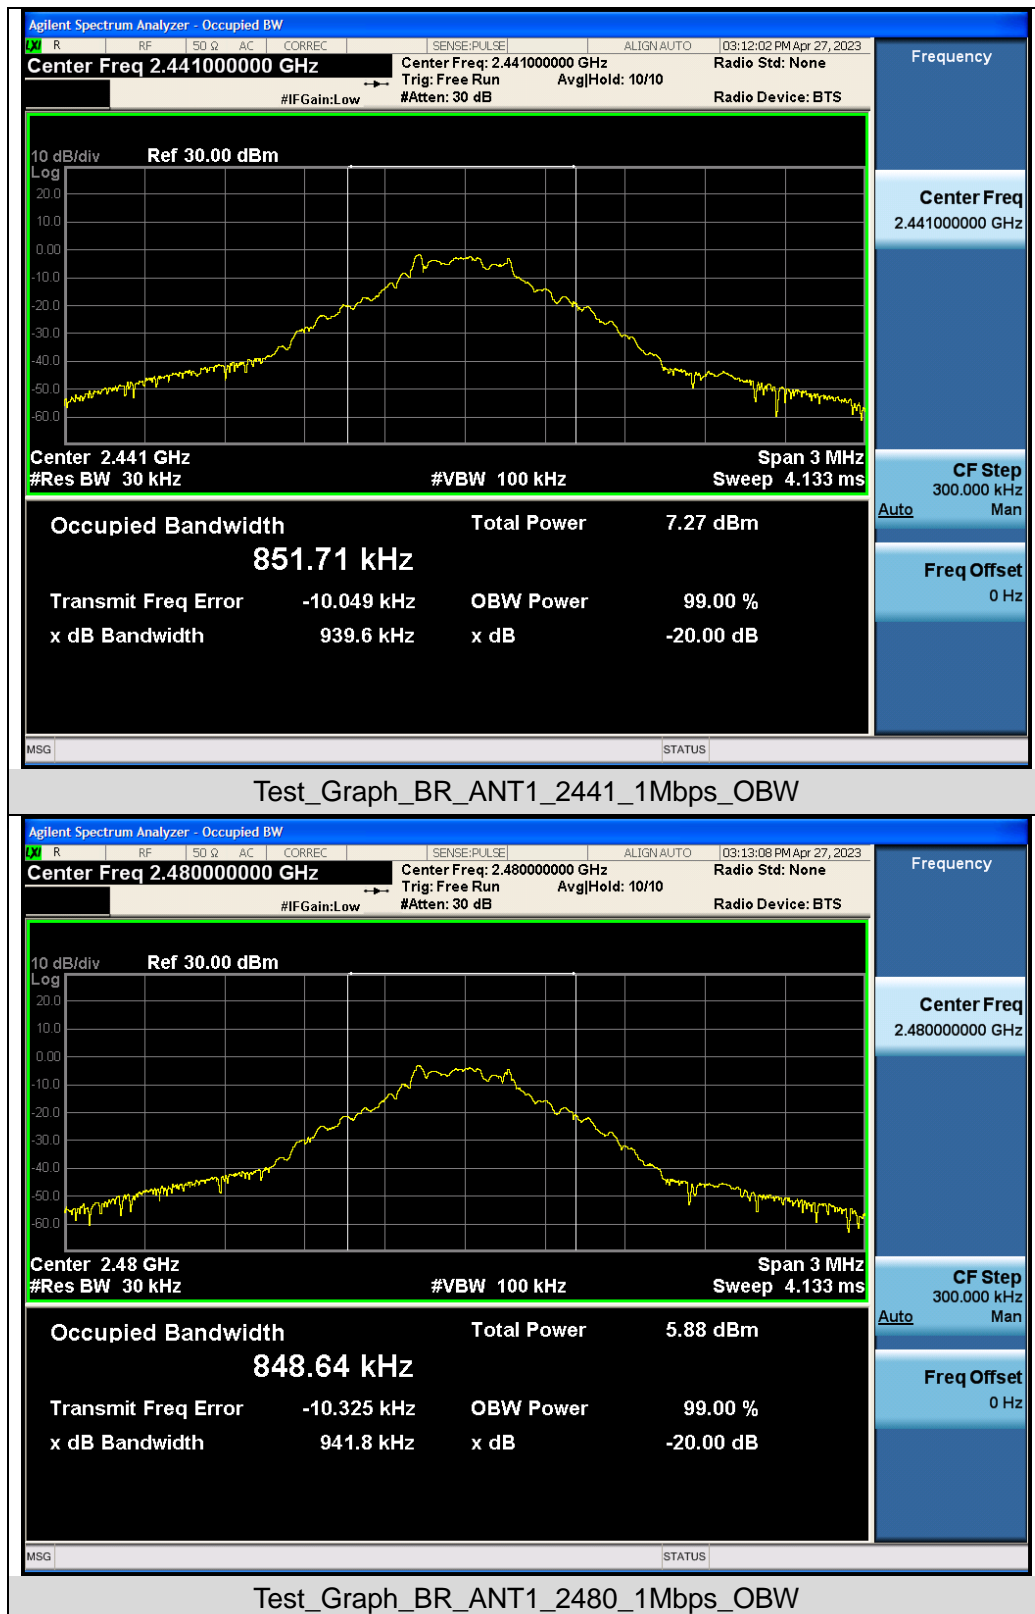 Agilent Spectrum Analyzer - Occupied BW
LXI R RF 50 Ω AC CORREC SENSE:PULSE ALIGN AUTO 03:12:02 PM Apr 27, 2023
Center Freq 2.441000000 GHz Center Freq: 2.441000000 GHz Radio Std: None
Trig: Free Run Avg|Hold: 10/10
#IFGain:Low #Atten: 30 dB Radio Device: BTS
Frequency
10 dB/div Ref 30.00 dBm
Log
20.0
10.0
0.00
-10.0
-20.0
-30.0
-40.0
-50.0
-60.0
Center 2.441 GHz Span 3 MHz
#Res BW 30 kHz #VBW 100 kHz Sweep 4.133 ms
Center Freq
2.441000000 GHz
CF Step
300.000 kHz
Auto Man
Freq Offset
0 Hz
Occupied Bandwidth Total Power 7.27 dBm
851.71 kHz
Transmit Freq Error -10.049 kHz OBW Power 99.00 %
x dB Bandwidth 939.6 kHz x dB -20.00 dB
MSG STATUS
Test_Graph_BR_ANT1_2441_1Mbps_OBW
Agilent Spectrum Analyzer - Occupied BW
LXI R RF 50 Ω AC CORREC SENSE:PULSE ALIGN AUTO 03:13:08 PM Apr 27, 2023
Center Freq 2.480000000 GHz Center Freq: 2.480000000 GHz Radio Std: None
Trig: Free Run Avg|Hold: 10/10
#IFGain:Low #Atten: 30 dB Radio Device: BTS
Frequency
10 dB/div Ref 30.00 dBm
Log
20.0
10.0
0.00
-10.0
-20.0
-30.0
-40.0
-50.0
-60.0
Center 2.48 GHz Span 3 MHz
#Res BW 30 kHz #VBW 100 kHz Sweep 4.133 ms
Center Freq
2.480000000 GHz
CF Step
300.000 kHz
Auto Man
Freq Offset
0 Hz
Occupied Bandwidth Total Power 5.88 dBm
848.64 kHz
Transmit Freq Error -10.325 kHz OBW Power 99.00 %
x dB Bandwidth 941.8 kHz x dB -20.00 dB
MSG STATUS
Test_Graph_BR_ANT1_2480_1Mbps_OBW